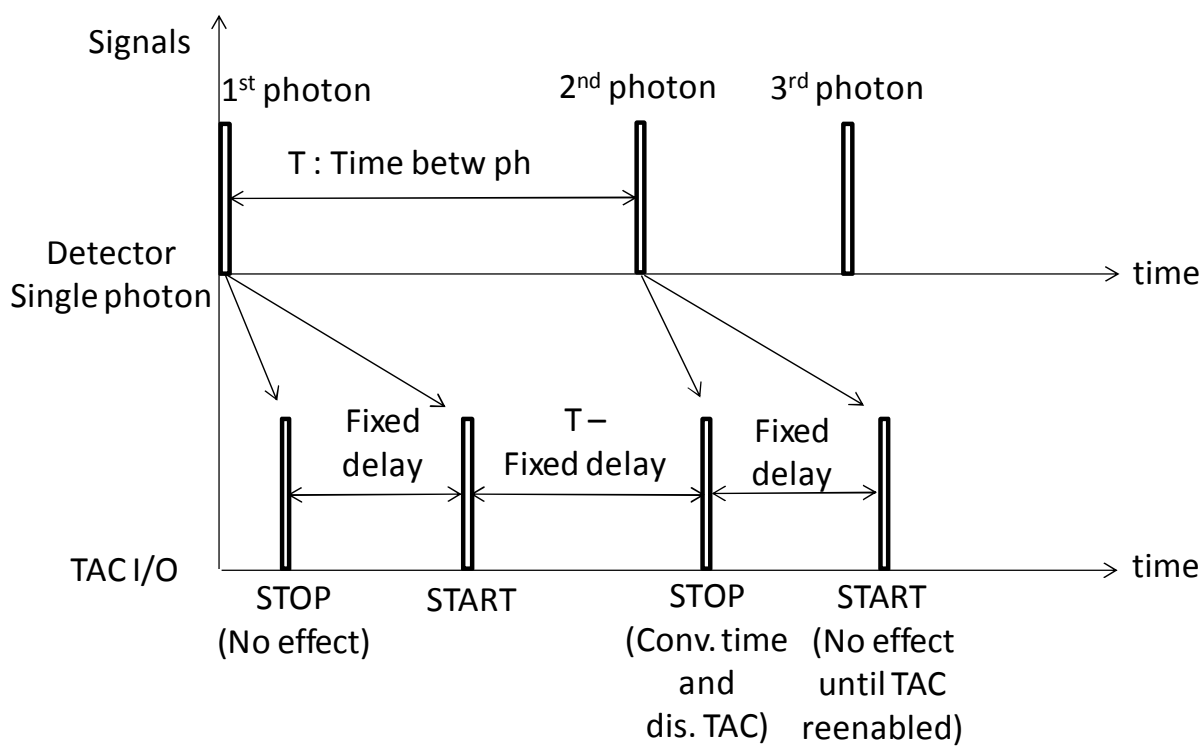 Signals
1st photon
2nd photon
3rd photon
T : Time betw ph
Detector
Single photon
time
Fixed
delay
T –
Fixed delay
Fixed
delay
TAC I/O
time
STOP
(No effect)
START
STOP
(Conv. time
and
dis. TAC)
START
(No effect
until TAC
reenabled)